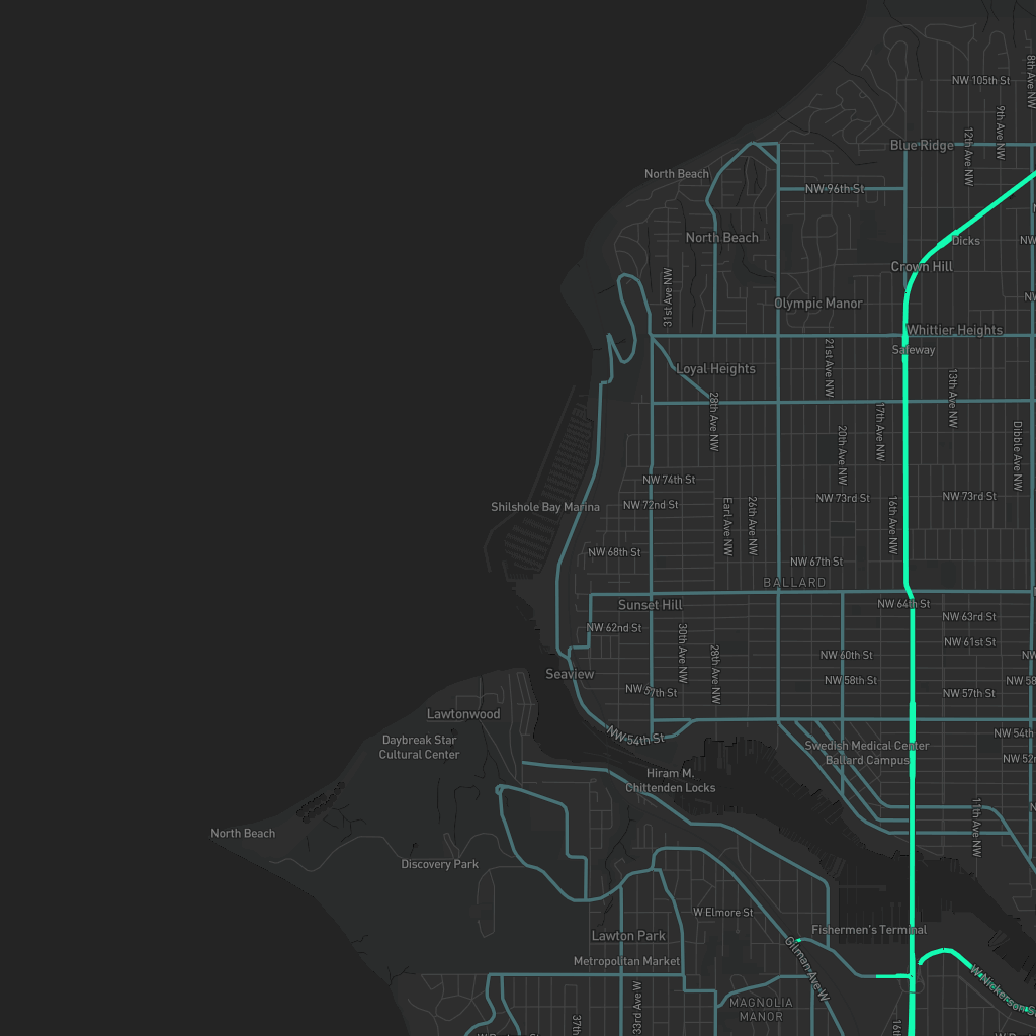 8th Ave NW
NW 105th St
9th Ave NW
12th Ave NW
Blue Ridge
North Beach
NW 96th St
North Beach
Dicks
NW
Crown Hill
31st Ave NW
Olympic Manor
Whittier Heights
Safeway
21st Ave NW
Loyal Heights
13th Ave NW
28th Ave NW
17th Ave NW
20th Ave NW
Dibble Ave NW
NW 74th St
NW 73rd St
NW 73rd St
Shilshole Bay Marina
NW 72nd St
Earl Ave NW
26th Ave NW
16th Ave NW
NW 68th St
NW 67th St
BALLARD
Sunset Hill
NW 64th St
NW 63rd St
NW 62nd St
NW 61st St
30th Ave NW
28th Ave NW
NW 60th St
Seaview
NW 58th St
NW 58
NW 57th St
NW 57th St
Lawtonwood
NW 54th St
NW 54th
Daybreak Star
Cultural Center
Swedish Medical Center
Ballard Campus
NW 52n
Hiram M.
Chittenden Locks
11th Ave NW
North Beach
Discovery Park
W Elmore St
Lawton Park
Fishermen's Terminal
Metropolitan Market
Gilman Ave W
W Nickerson S
MAGNOLIA
MANOR
33rd Ave W
37th
16th